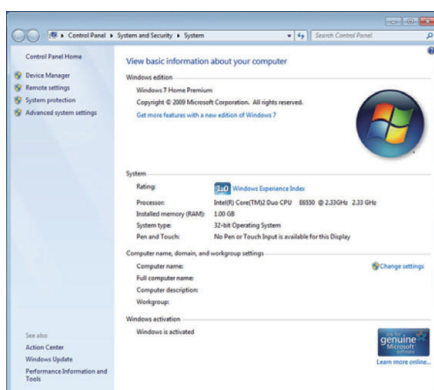 Control Panel ▸ System and Security ▸ System
Search Control Panel
Control Panel Home
Device Manager
Remote settings
System protection
Advanced system settings
See also
Action Center
Windows Update
Performance Information and
Tools
View basic information about your computer
Windows edition
Windows 7 Home Premium
Copyright © 2009 Microsoft Corporation. All rights reserved.
Get more features with a new edition of Windows 7
System
Rating:
Windows Experience Index
Processor: Intel(R) Core(TM)2 Duo CPU E6550 @ 2.33GHz 2.33 GHz
Installed memory (RAM): 1.00 GB
System type: 32-bit Operating System
Pen and Touch: No Pen or Touch Input is available for this Display
Computer name, domain, and workgroup settings
Computer name: Change settings
Full computer name:
Computer description:
Workgroup:
Windows activation
Windows is activated
genuine
Microsoft
Learn more online...